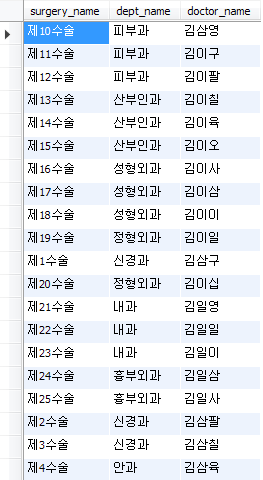 surgery_name dept_name doctor_name
제10수술 피부과 김삼영
제11수술 피부과 김이구
제12수술 피부과 김이팔
제13수술 산부인과 김이칠
제14수술 산부인과 김이육
제15수술 산부인과 김이오
제16수술 성형외과 김이사
제17수술 성형외과 김이삼
제18수술 성형외과 김이이
제19수술 정형외과 김이일
제1수술 신경과 김삼구
제20수술 정형외과 김이십
제21수술 내과 김일영
제22수술 내과 김일일
제23수술 내과 김일이
제24수술 흉부외과 김일삼
제25수술 흉부외과 김일사
제2수술 신경과 김삼팔
제3수술 신경과 김삼칠
제4수술 안과 김삼육